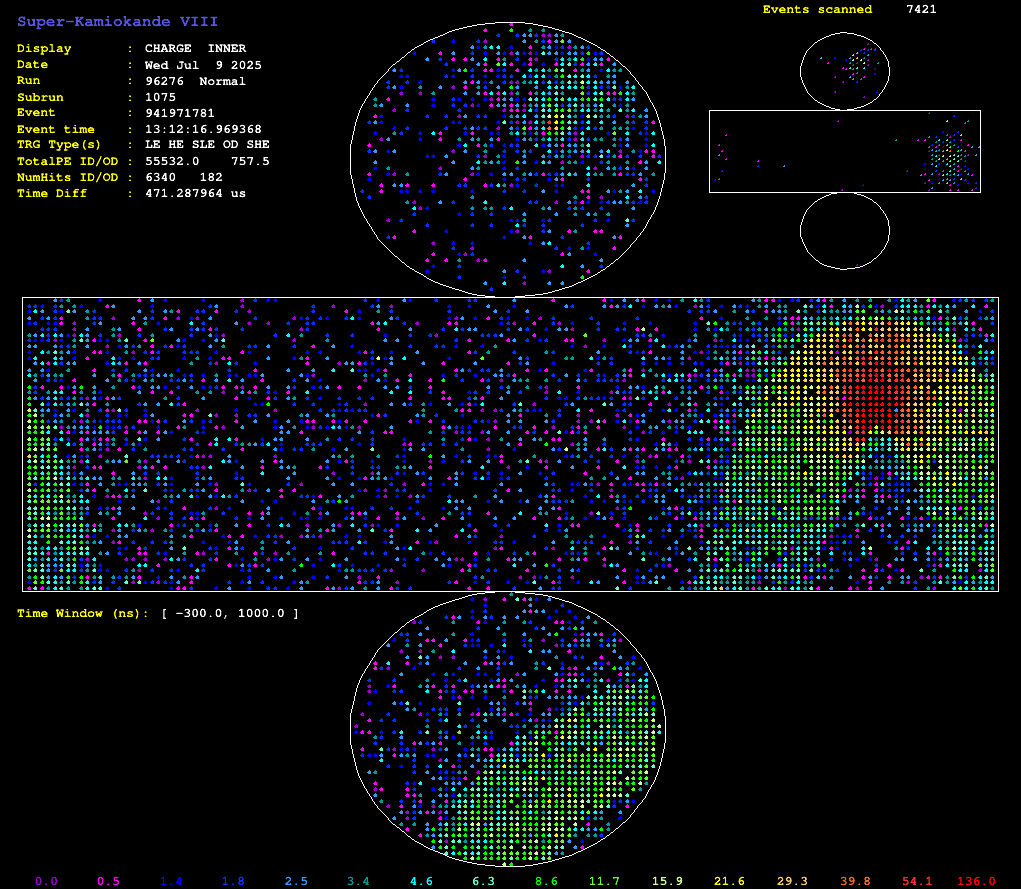 Super-Kamiokande VIII
Display : CHARGE INNER
Date : Wed Jul 9 2025
Run : 96276 Normal
Subrun : 1075
Event : 941971781
Event time : 13:12:16.969368
TRG Type(s) : LE HE SLE OD SHE
TotalPE ID/OD : 55532.0 757.5
NumHits ID/OD : 6340 182
Time Diff : 471.287964 us
Events scanned 7421
Time Window (ns): [ -300.0, 1000.0 ]
0.0 0.5 1.4 1.8 2.5 3.4 4.6 6.3 8.6 11.7 15.9 21.6 29.3 39.8 54.1 136.0